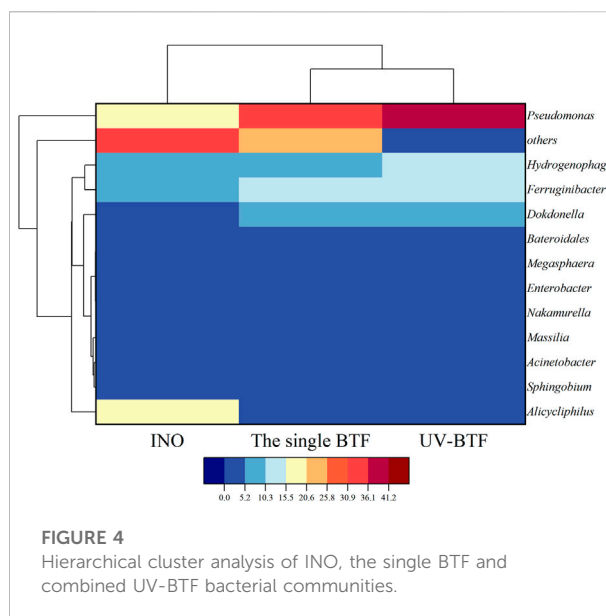 Pseudomonas
others
Hydrogenophag
Ferruginibacter
Dokdonella
Bateroidales
Megasphaera
Enterobacter
Nakamurella
Massilia
Acinetobacter
Sphingobium
Alicycliphilus
INO The single BTF UV-BTF
0.0 5.2 10.3 15.5 20.6 25.8 30.9 36.1 41.2
FIGURE 4
Hierarchical cluster analysis of INO, the single BTF and
combined UV-BTF bacterial communities.